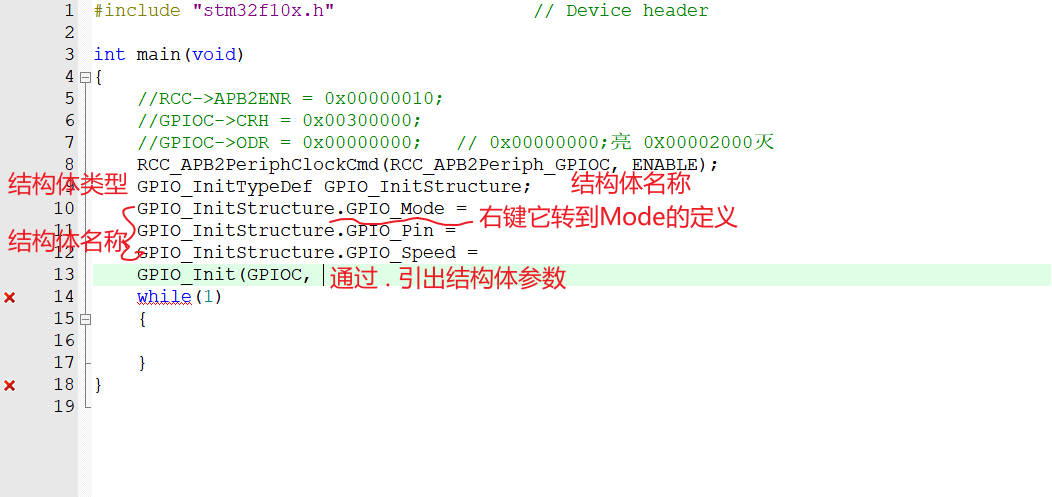 1 #include "stm32f10x.h" // Device header
2
3 int main(void)
4 {
5 //RCC->APB2ENR = 0x00000010;
6 //GPIOC->CRH = 0x00300000;
7 //GPIOC->ODR = 0x00000000; // 0x00000000;亮 0X00002000灭
8 RCC_APB2PeriphClockCmd(RCC_APB2Periph_GPIOC, ENABLE);
结构体类型 结构体名称
9 GPIO_InitTypeDef GPIO_InitStructure;
10 GPIO_InitStructure.GPIO_Mode =
右键它转到Mode的定义
11 GPIO_InitStructure.GPIO_Pin =
结构体名称
12 GPIO_InitStructure.GPIO_Speed =
13 GPIO_Init(GPIOC, 通过 . 引出结构体参数
14 while(1)
15 {
16
17 }
18 }
19